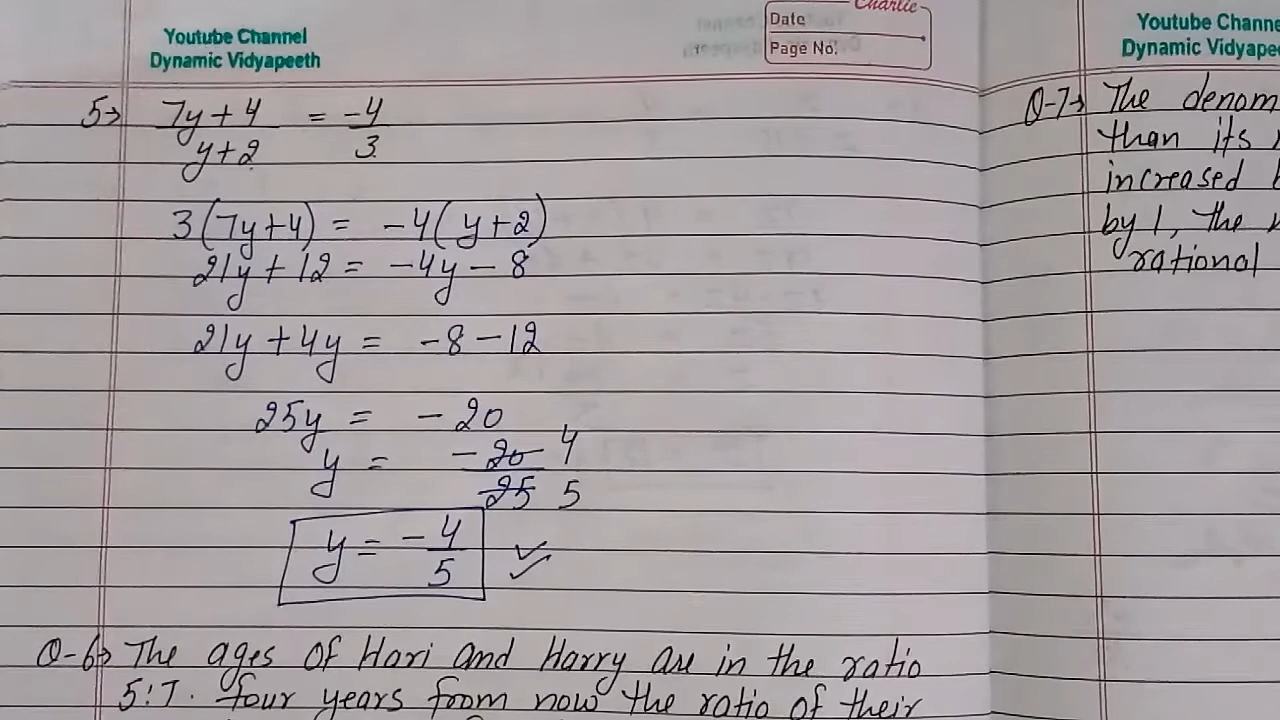 Youtube Channel
Dynamic Vidyapeeth
Charlie
Date
Page No.
5→ 7y+4 / y+2 = -4 / 3
3(7y+4) = -4(y+2)
21y + 12 = -4y - 8
21y + 4y = -8 - 12
25y = -20
y = -20 4 / 25 5
y = -4 / 5
Q-6→ The ages of Hari and Harry are in the ratio
5:7. four years from now the ratio of their
Youtube
Dynamic
Q-7→ The
than its
increased
by 1, the
rational